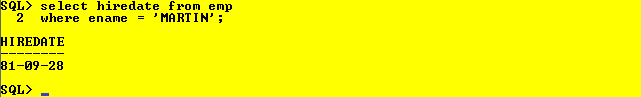 SQL> select hiredate from emp
  2  where ename = 'MARTIN';
HIREDATE
--------
81-09-28
SQL> _